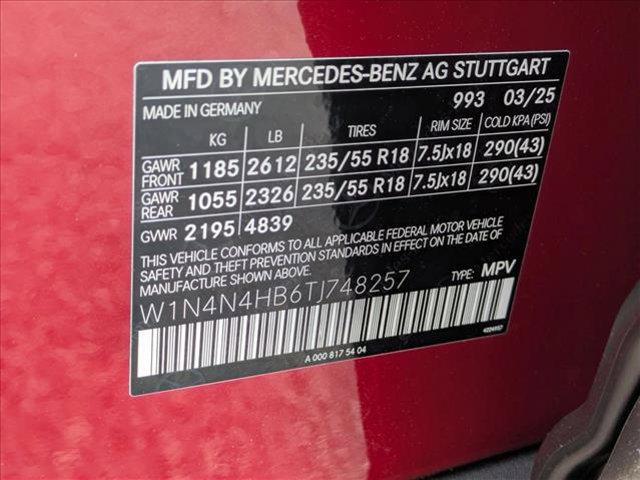 MFD BY MERCEDES-BENZ AG STUTTGART
MADE IN GERMANY 993 03/25
KG LB TIRES RIM SIZE COLD KPA(PSI)
GAWR FRONT 1185 2612 235/55 R18 7.5Jx18 290(43)
GAWR REAR 1055 2326 235/55 R18 7.5Jx18 290(43)
GVWR 2195 4839
THIS VEHICLE CONFORMS TO ALL APPLICABLE FEDERAL MOTOR VEHICLE
SAFETY AND THEFT PREVENTION STANDARDS IN EFFECT ON THE DATE OF
MANUFACTURE SHOWN ABOVE.
W1N4N4HB6TJ748257 TYPE: MPV
A 000 817 54 04